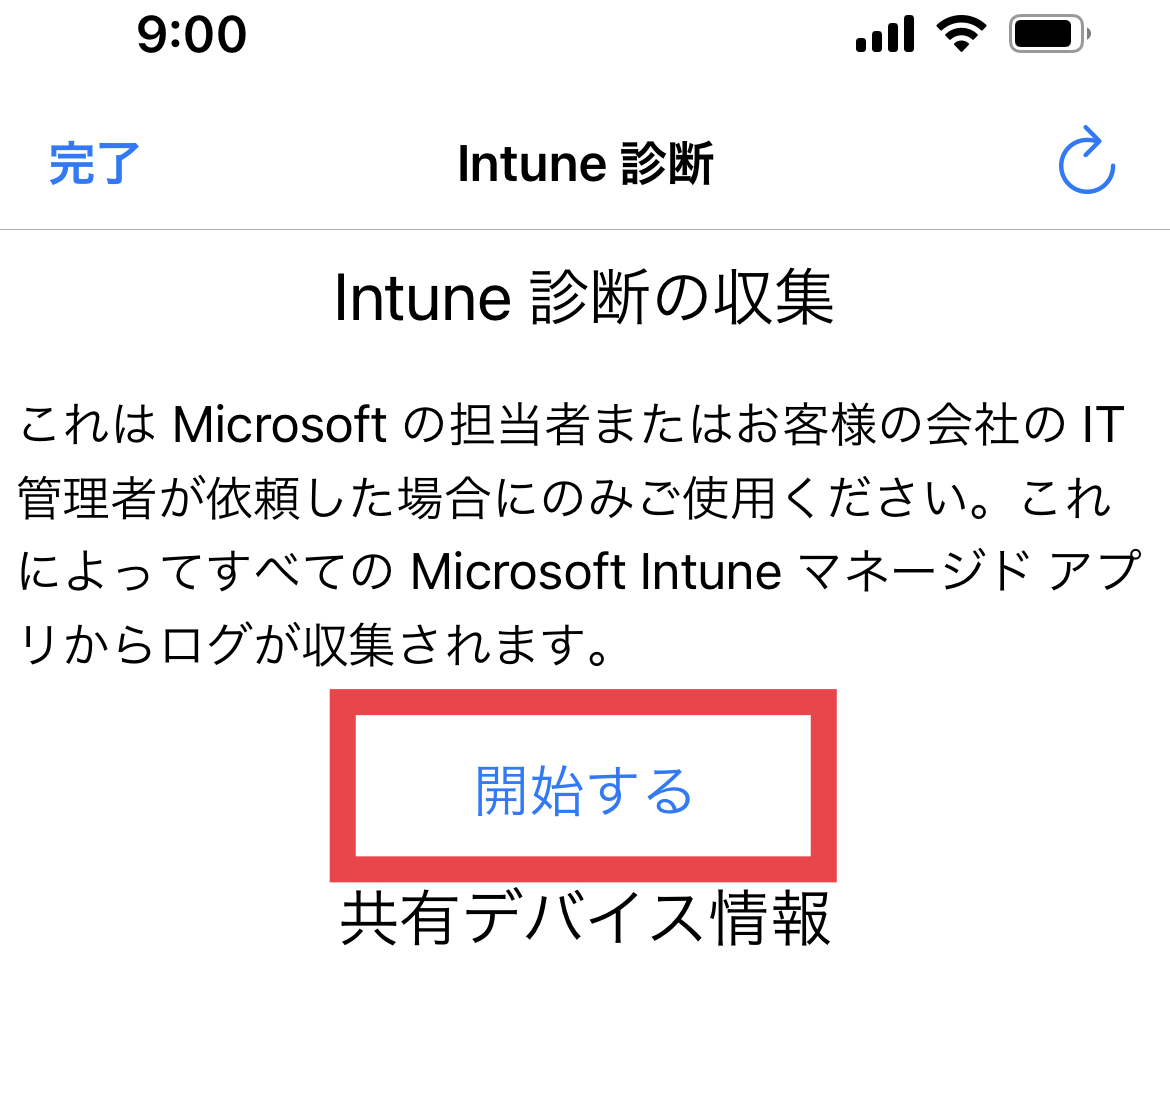 9:00
完了
Intune 診断
Intune 診断の収集
これは Microsoft の担当者またはお客様の会社の IT
管理者が依頼した場合にのみご使用ください。これ
によってすべての Microsoft Intune マネージド アプ
リからログが収集されます。
開始する
共有デバイス情報